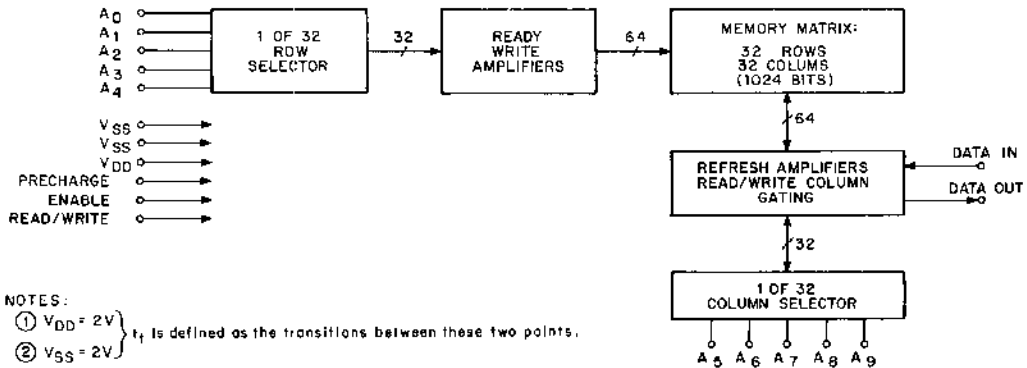 A0
A1
A2
A3
A4
1 OF 32
ROW
SELECTOR
32
READY
WRITE
AMPLIFIERS
64
MEMORY MATRIX:
32 ROWS
32 COLUMS
(1024 BITS)
VSS
VSS
VDD
PRECHARGE
ENABLE
READ/WRITE
64
REFRESH AMPLIFIERS
READ/WRITE COLUMN
GATING
DATA IN
DATA OUT
32
1 OF 32
COLUMN SELECTOR
A5 A6 A7 A8 A9
NOTES:
① VDD = 2V
② VSS = 2V
tt is defined as the transitions between these two points.